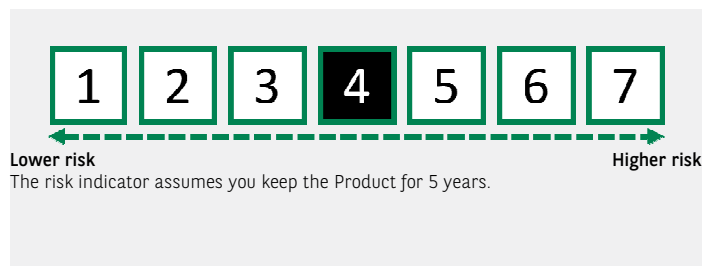 1 2 3 4 5 6 7
Lower risk Higher risk
The risk indicator assumes you keep the Product for 5 years.